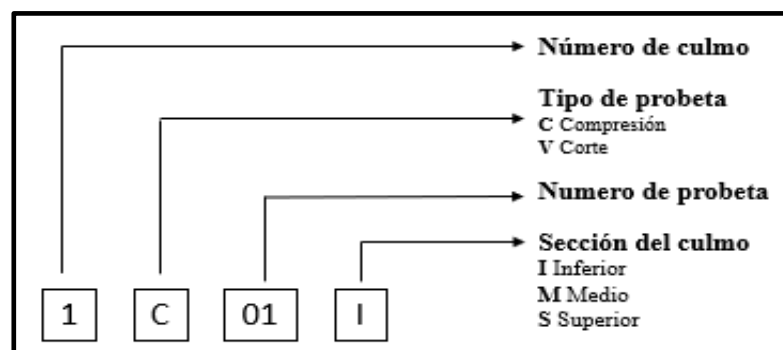 Número de culmo
Tipo de probeta
C Compresión
V Corte
Numero de probeta
Sección del culmo
I Inferior
M Medio
S Superior
1 C 01 I